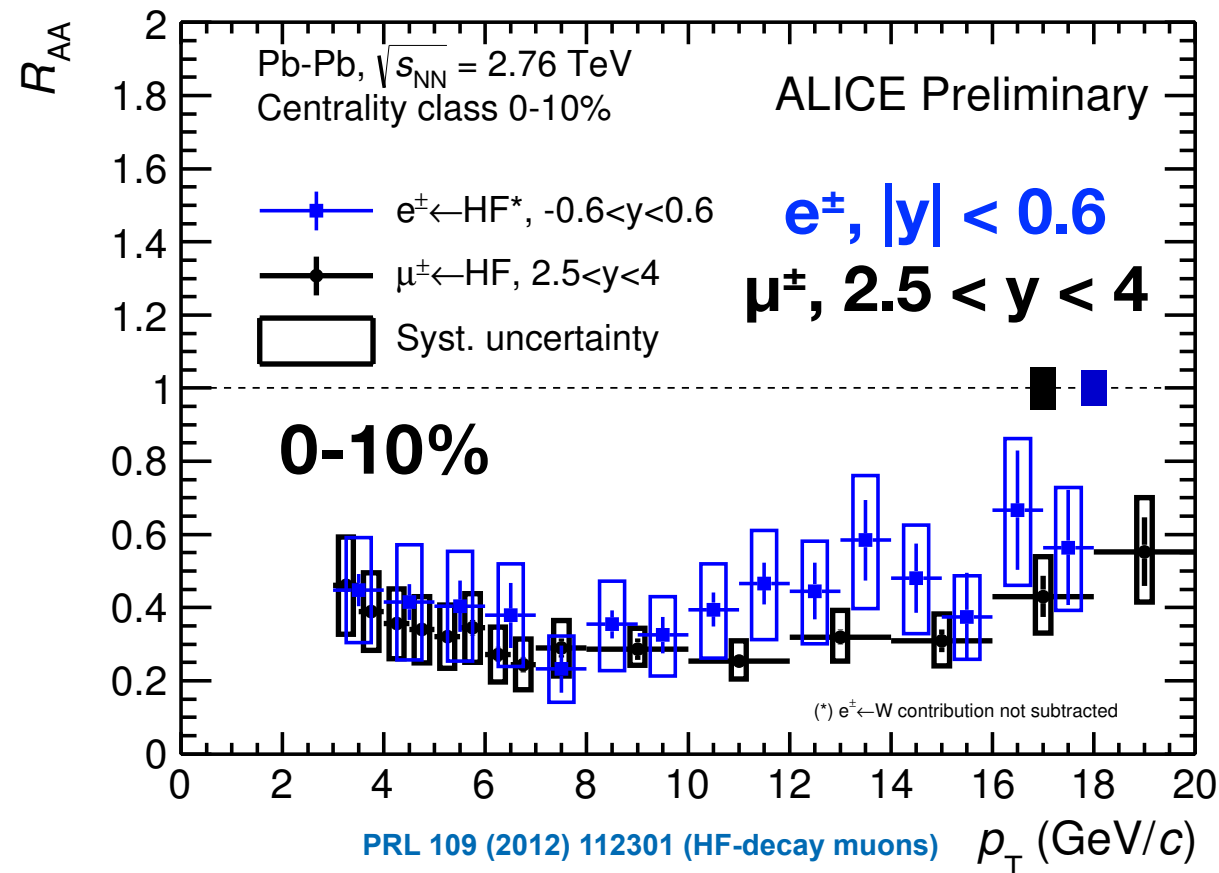 R_AA
2
1.8
1.6
1.4
1.2
1
0.8
0.6
0.4
0.2
0
Pb-Pb, √s_NN = 2.76 TeV
Centrality class 0-10%
ALICE Preliminary
e±←HF*, -0.6<y<0.6
μ±←HF, 2.5<y<4
Syst. uncertainty
e±, |y| < 0.6
μ±, 2.5 < y < 4
0-10%
(*) e±←W contribution not subtracted
0 2 4 6 8 10 12 14 16 18 20
PRL 109 (2012) 112301 (HF-decay muons)
p_T (GeV/c)